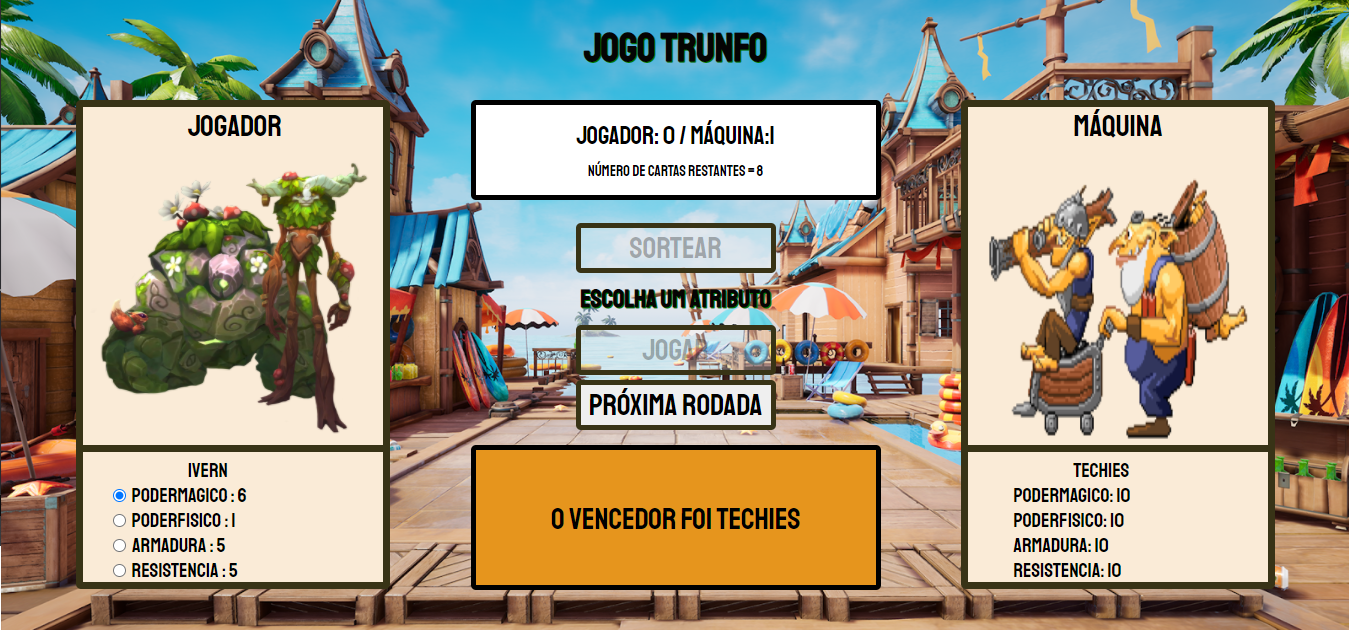 JOGO TRUNFO
JOGADOR
IVERN
PODERMAGICO : 6
PODERFISICO : 1
ARMADURA : 5
RESISTENCIA : 5
JOGADOR: 0 / MÁQUINA:1
NÚMERO DE CARTAS RESTANTES = 8
SORTEAR
ESCOLHA UM ATRIBUTO
JOGAR
PRÓXIMA RODADA
O VENCEDOR FOI TECHIES
MÁQUINA
TECHIES
PODERMAGICO: 10
PODERFISICO: 10
ARMADURA: 10
RESISTENCIA: 10